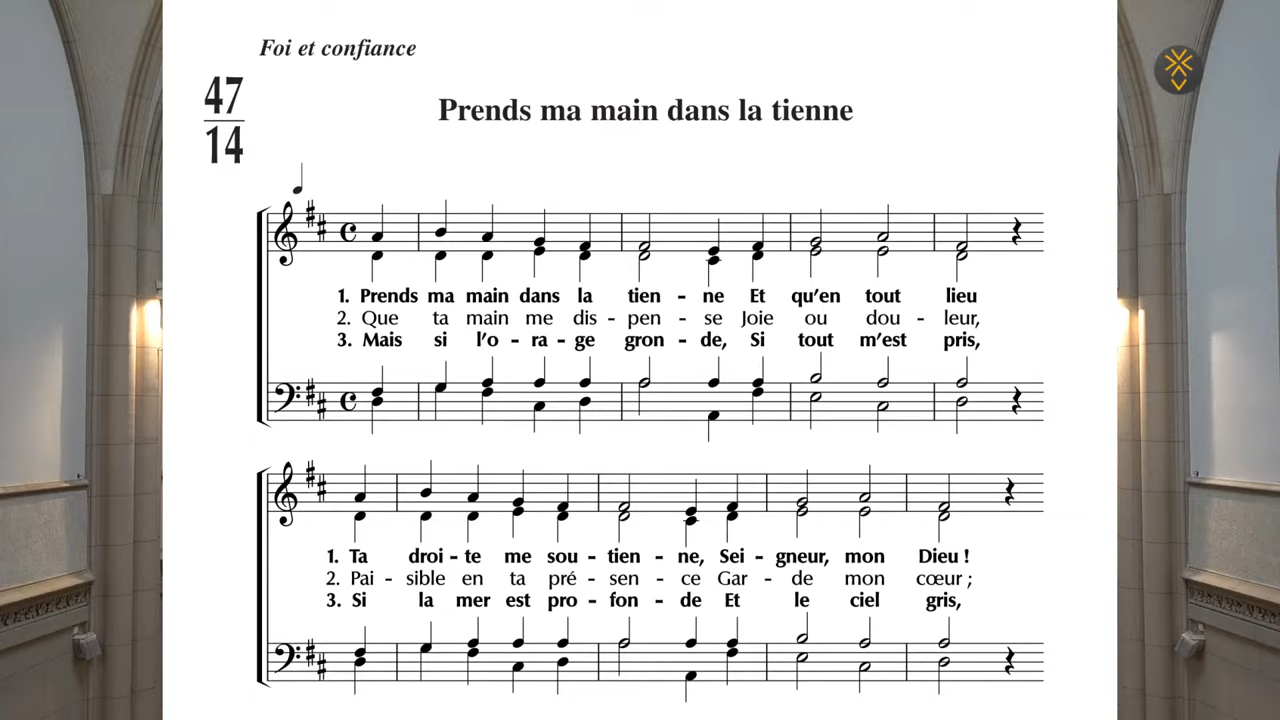 Foi et confiance
47
14
Prends ma main dans la tienne
1. Prends ma main dans la tien - ne Et qu’en tout lieu
2. Que ta main me dis - pen - se Joie ou dou - leur,
3. Mais si l’o - ra - ge gron - de, Si tout m’est pris,
1. Ta droi - te me sou - tien - ne, Sei - gneur, mon Dieu !
2. Pai - sible en ta pré - sen - ce Gar - de mon cœur ;
3. Si la mer est pro - fon - de Et le ciel gris,